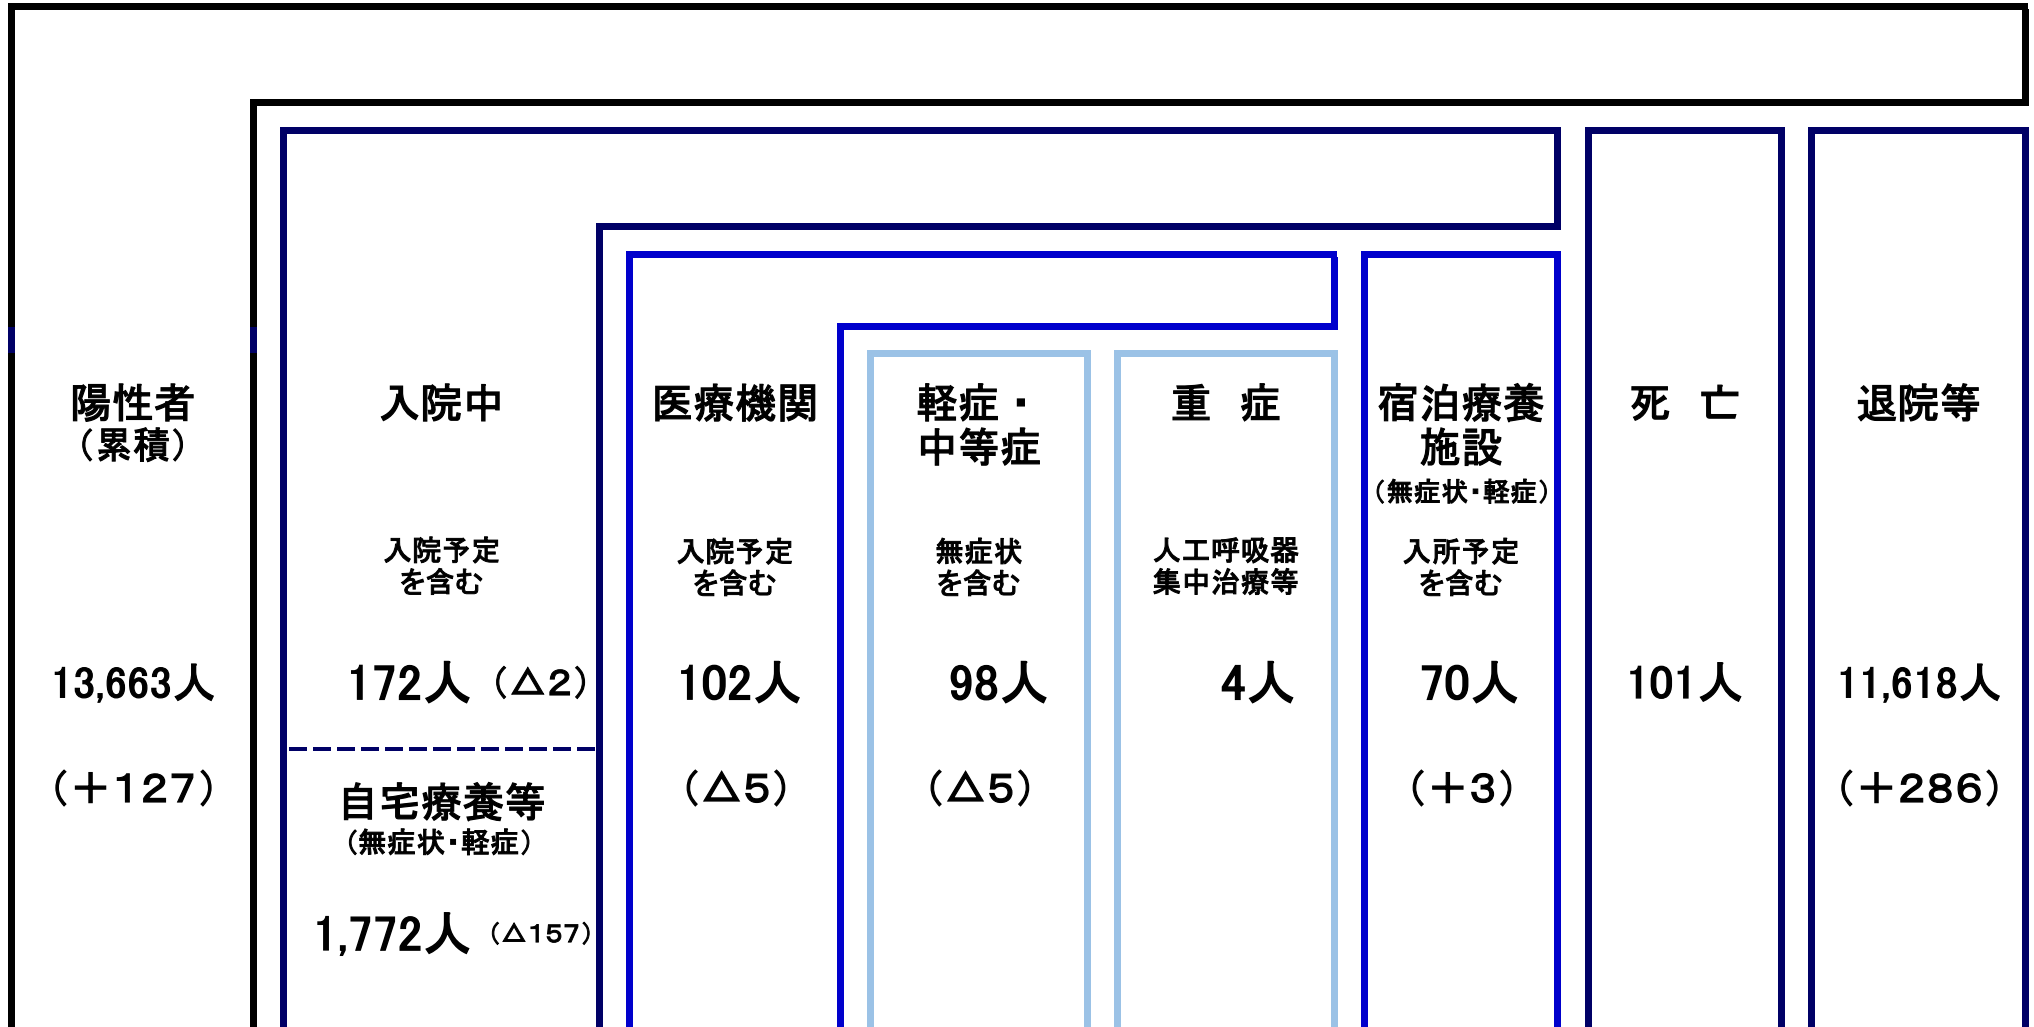 陽性者
（累積）
13,663人
（＋127）
入院中
入院予定
を含む
172人（△2）
自宅療養等
（無症状・軽症）
1,772人（△157）
医療機関
入院予定
を含む
102人
（△5）
軽症・
中等症
無症状
を含む
98人
（△5）
重 症
人工呼吸器
集中治療等
4人
宿泊療養
施設
（無症状・軽症）
入所予定
を含む
70人
（＋3）
死 亡
101人
退院等
11,618人
（＋286）